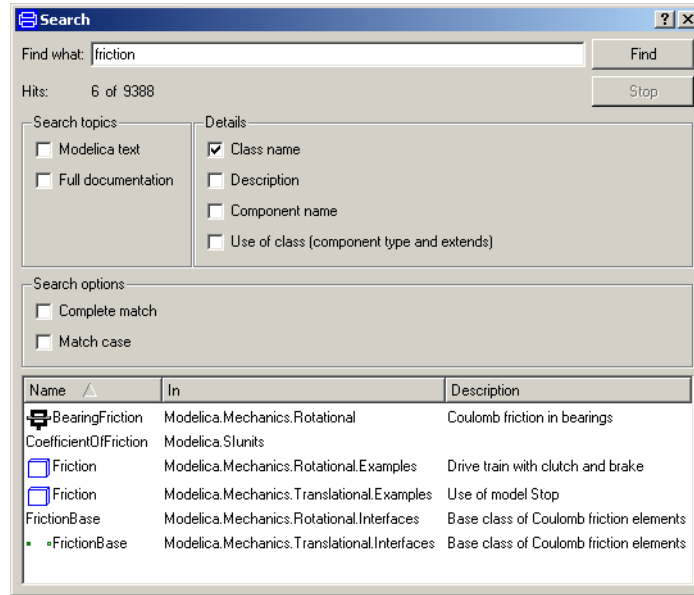 Search
Find what: friction
Find
Hits: 6 of 9388
Stop
Search topics
Details
Modelica text
Class name
Full documentation
Description
Component name
Use of class (component type and extends)
Search options
Complete match
Match case
Name In Description
BearingFriction Modelica.Mechanics.Rotational Coulomb friction in bearings
CoefficientOfFriction Modelica.SIunits
Friction Modelica.Mechanics.Rotational.Examples Drive train with clutch and brake
Friction Modelica.Mechanics.Translational.Examples Use of model Stop
FrictionBase Modelica.Mechanics.Rotational.Interfaces Base class of Coulomb friction elements
FrictionBase Modelica.Mechanics.Translational.Interfaces Base class of Coulomb friction elements